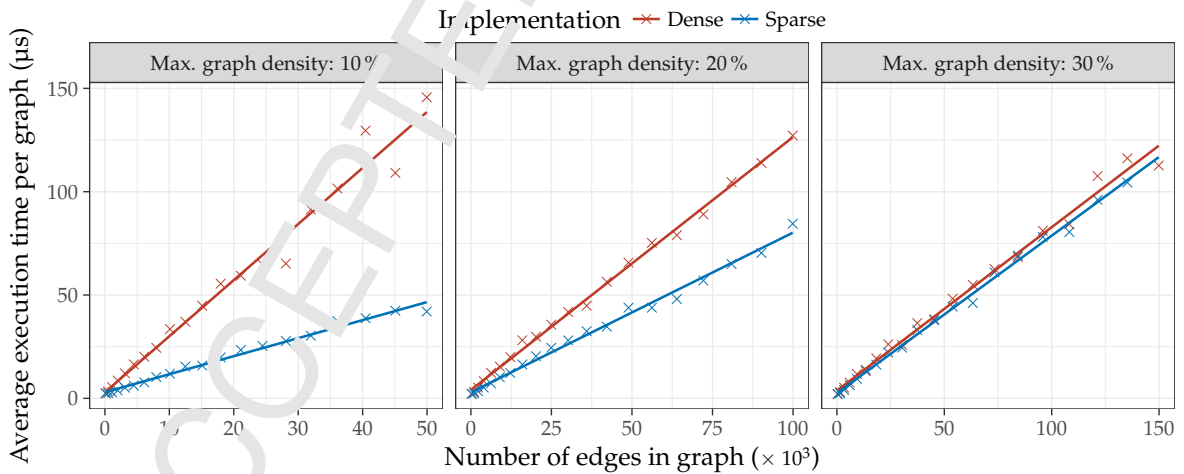 Implementation Dense Sparse
Average execution time per graph (μs)
Max. graph density: 10 % Max. graph density: 20 % Max. graph density: 30 %
150
100
50
0
0 10 20 30 40 50 0 25 50 75 100 0 50 100 150
Number of edges in graph (× 10³)